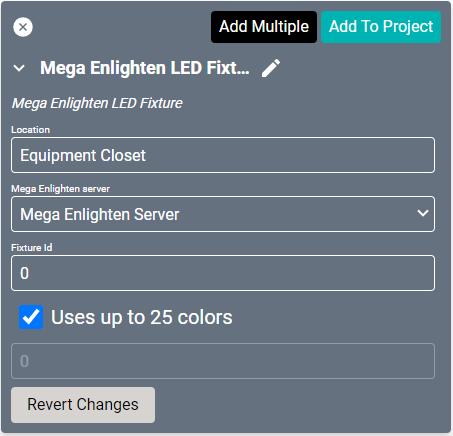 Add Multiple
Add To Project
Mega Enlighten LED Fixt...
Mega Enlighten LED Fixture
Location
Equipment Closet
Mega Enlighten server
Mega Enlighten Server
Fixture Id
0
Uses up to 25 colors
0
Revert Changes